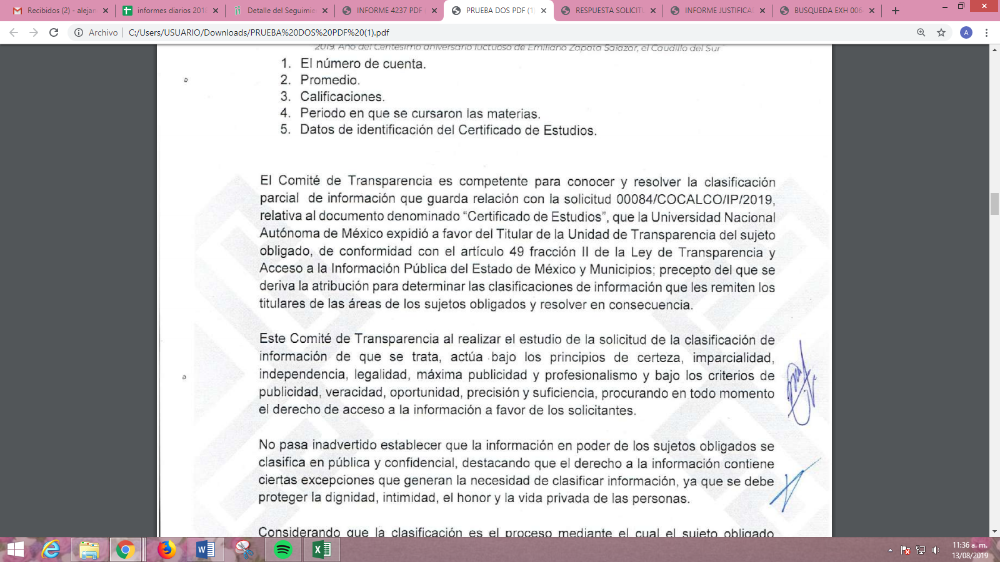 Recibidos (2) - alejan
informes diarios 2018
Detalle del Seguimie
INFORME 4237 PDF (
PRUEBA DOS PDF (1)
RESPUESTA SOLICITU
INFORME JUSTIFICA
BUSQUEDA EXH 006
Archivo
C:/Users/USUARIO/Downloads/PRUEBA%20DOS%20PDF%20(1).pdf
A
2019. Año del Centésimo aniversario luctuoso de Emiliano Zapata Salazar, el Caudillo del Sur
1. El número de cuenta.
2. Promedio.
3. Calificaciones.
4. Periodo en que se cursaron las materias.
5. Datos de identificación del Certificado de Estudios.
El Comité de Transparencia es competente para conocer y resolver la clasificación
parcial de información que guarda relación con la solicitud 00084/COCALCO/IP/2019,
relativa al documento denominado “Certificado de Estudios”, que la Universidad Nacional
Autónoma de México expidió a favor del Titular de la Unidad de Transparencia del sujeto
obligado, de conformidad con el artículo 49 fracción II de la Ley de Transparencia y
Acceso a la Información Pública del Estado de México y Municipios; precepto del que se
deriva la atribución para determinar las clasificaciones de información que les remiten los
titulares de las áreas de los sujetos obligados y resolver en consecuencia.
Este Comité de Transparencia al realizar el estudio de la solicitud de la clasificación de
información de que se trata, actúa bajo los principios de certeza, imparcialidad,
independencia, legalidad, máxima publicidad y profesionalismo y bajo los criterios de
publicidad, veracidad, oportunidad, precisión y suficiencia, procurando en todo momento
el derecho de acceso a la información a favor de los solicitantes.
No pasa inadvertido establecer que la información en poder de los sujetos obligados se
clasifica en pública y confidencial, destacando que el derecho a la información contiene
ciertas excepciones que generan la necesidad de clasificar información, ya que se debe
proteger la dignidad, intimidad, el honor y la vida privada de las personas.
Considerando que la clasificación es el proceso mediante el cual el sujeto obligado
11:36 a. m.
13/08/2019